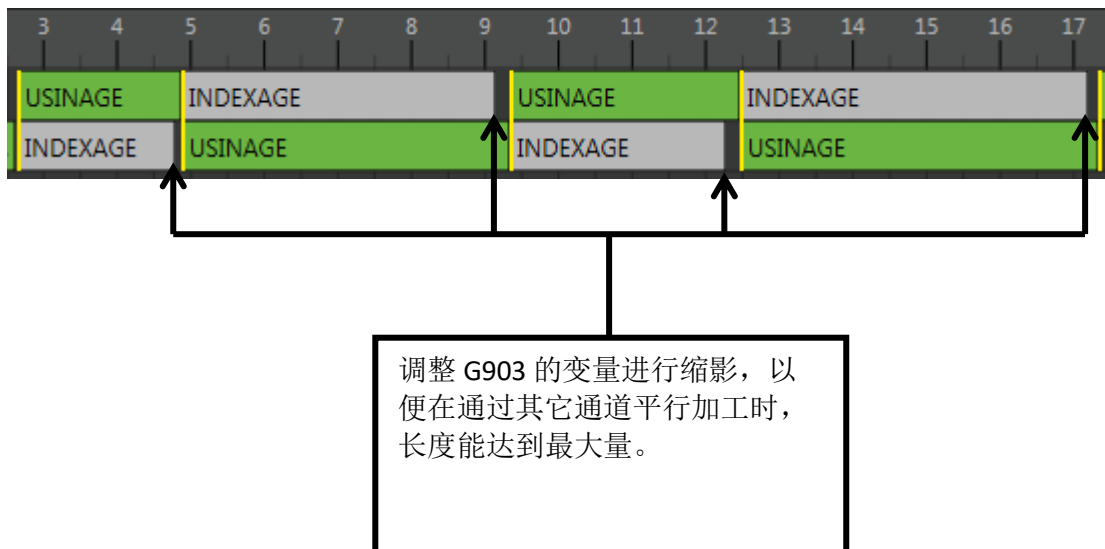 3 4 5 6 7 8 9 10 11 12 13 14 15 16 17
USINAGE INDEXAGE USINAGE INDEXAGE
INDEXAGE USINAGE INDEXAGE USINAGE
调整 G903 的变量进行缩影，以
便在通过其它通道平行加工时，
长度能达到最大量。